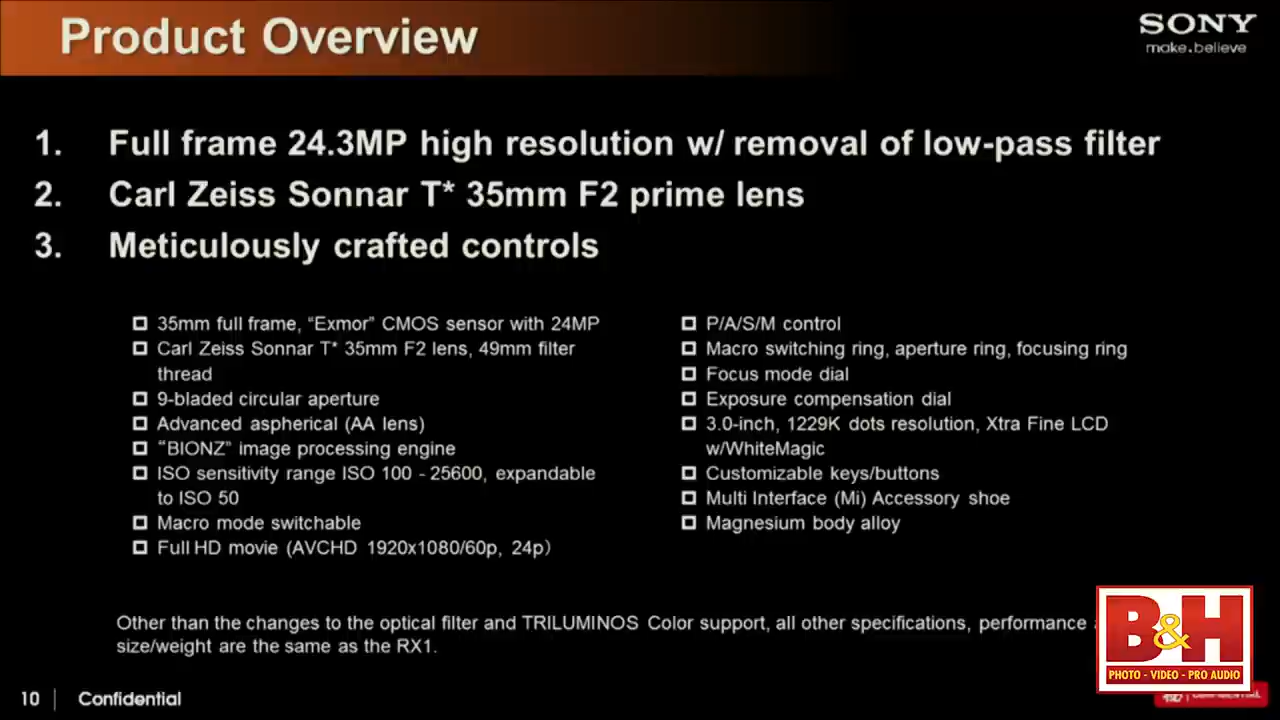 Product Overview
SONY
make.believe
1. Full frame 24.3MP high resolution w/ removal of low-pass filter
2. Carl Zeiss Sonnar T* 35mm F2 prime lens
3. Meticulously crafted controls
35mm full frame, “Exmor” CMOS sensor with 24MP
Carl Zeiss Sonnar T* 35mm F2 lens, 49mm filter
thread
9-bladed circular aperture
Advanced aspherical (AA lens)
“BIONZ” image processing engine
ISO sensitivity range ISO 100 - 25600, expandable
to ISO 50
Macro mode switchable
Full HD movie (AVCHD 1920x1080/60p, 24p)
P/A/S/M control
Macro switching ring, aperture ring, focusing ring
Focus mode dial
Exposure compensation dial
3.0-inch, 1229K dots resolution, Xtra Fine LCD
w/WhiteMagic
Customizable keys/buttons
Multi Interface (Mi) Accessory shoe
Magnesium body alloy
Other than the changes to the optical filter and TRILUMINOS Color support, all other specifications, performance
size/weight are the same as the RX1.
B&H
PHOTO - VIDEO - PRO AUDIO
10 Confidential